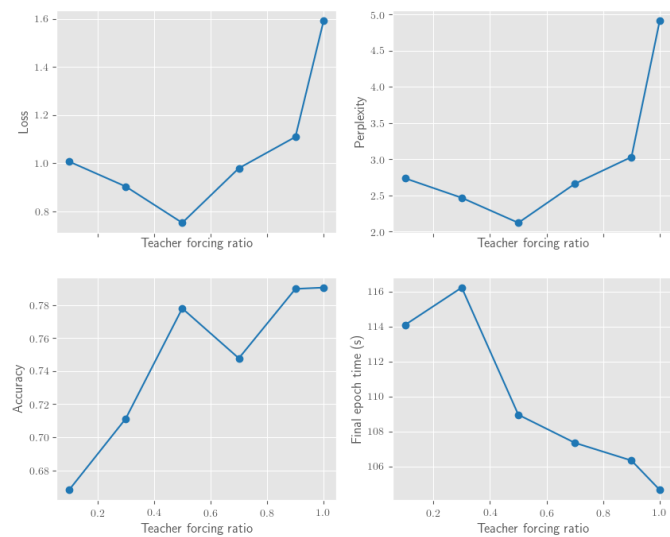 1.6
1.4
1.2
1.0
0.8
Loss
Teacher forcing ratio
5.0
4.5
4.0
3.5
3.0
2.5
2.0
Perplexity
Teacher forcing ratio
0.78
0.76
0.74
0.72
0.70
0.68
Accuracy
0.2 0.4 0.6 0.8 1.0
Teacher forcing ratio
116
114
112
110
108
106
Final epoch time (s)
0.2 0.4 0.6 0.8 1.0
Teacher forcing ratio